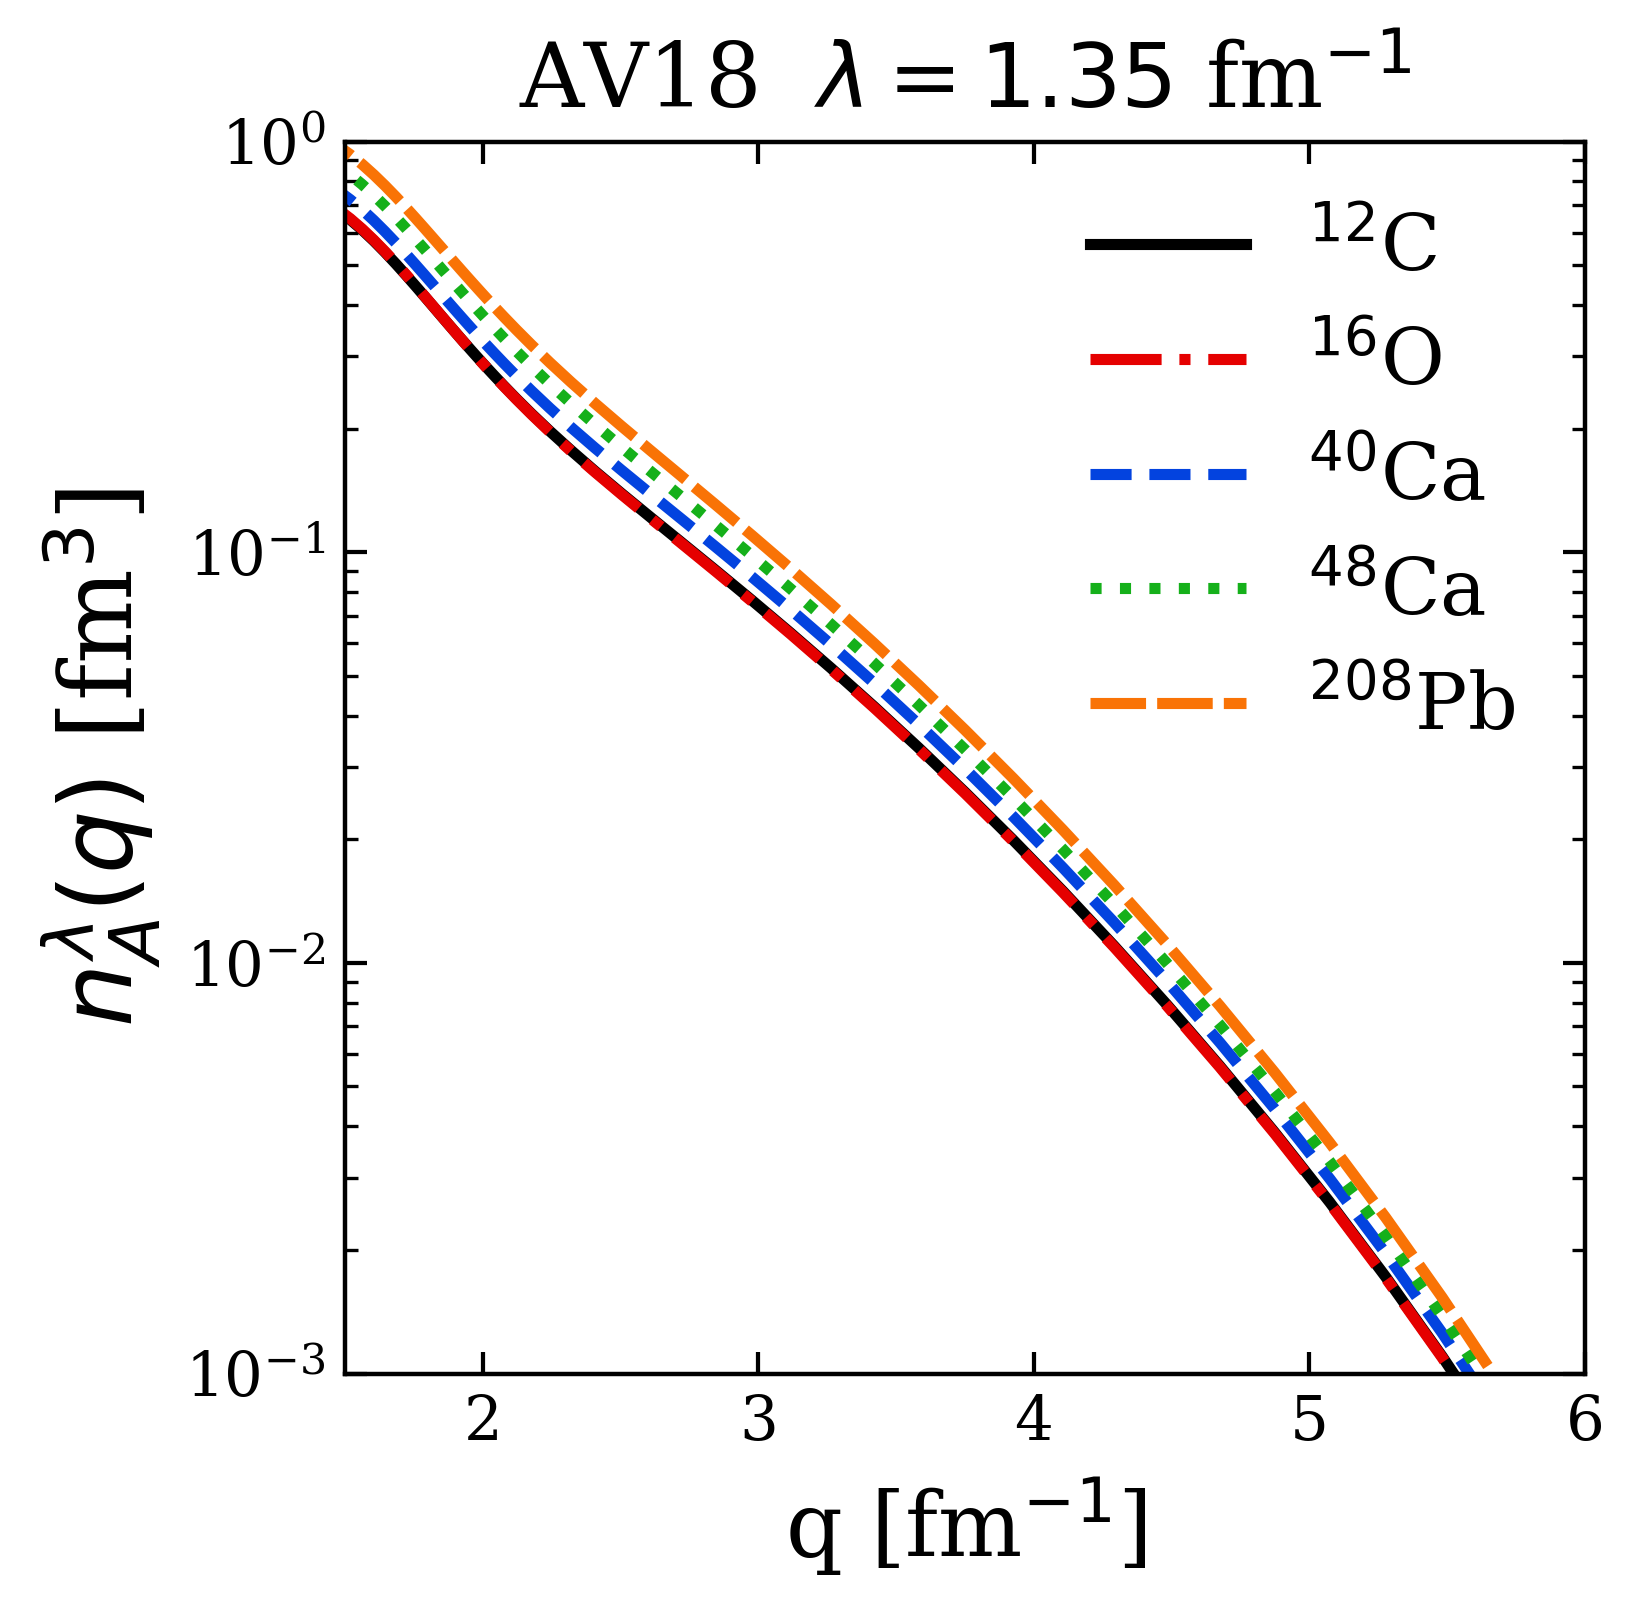 AV18 λ = 1.35 fm⁻¹
10⁰
10⁻¹
10⁻²
10⁻³
n_A^λ(q) [fm³]
¹²C
¹⁶O
⁴⁰Ca
⁴⁸Ca
²⁰⁸Pb
2 3 4 5 6
q [fm⁻¹]